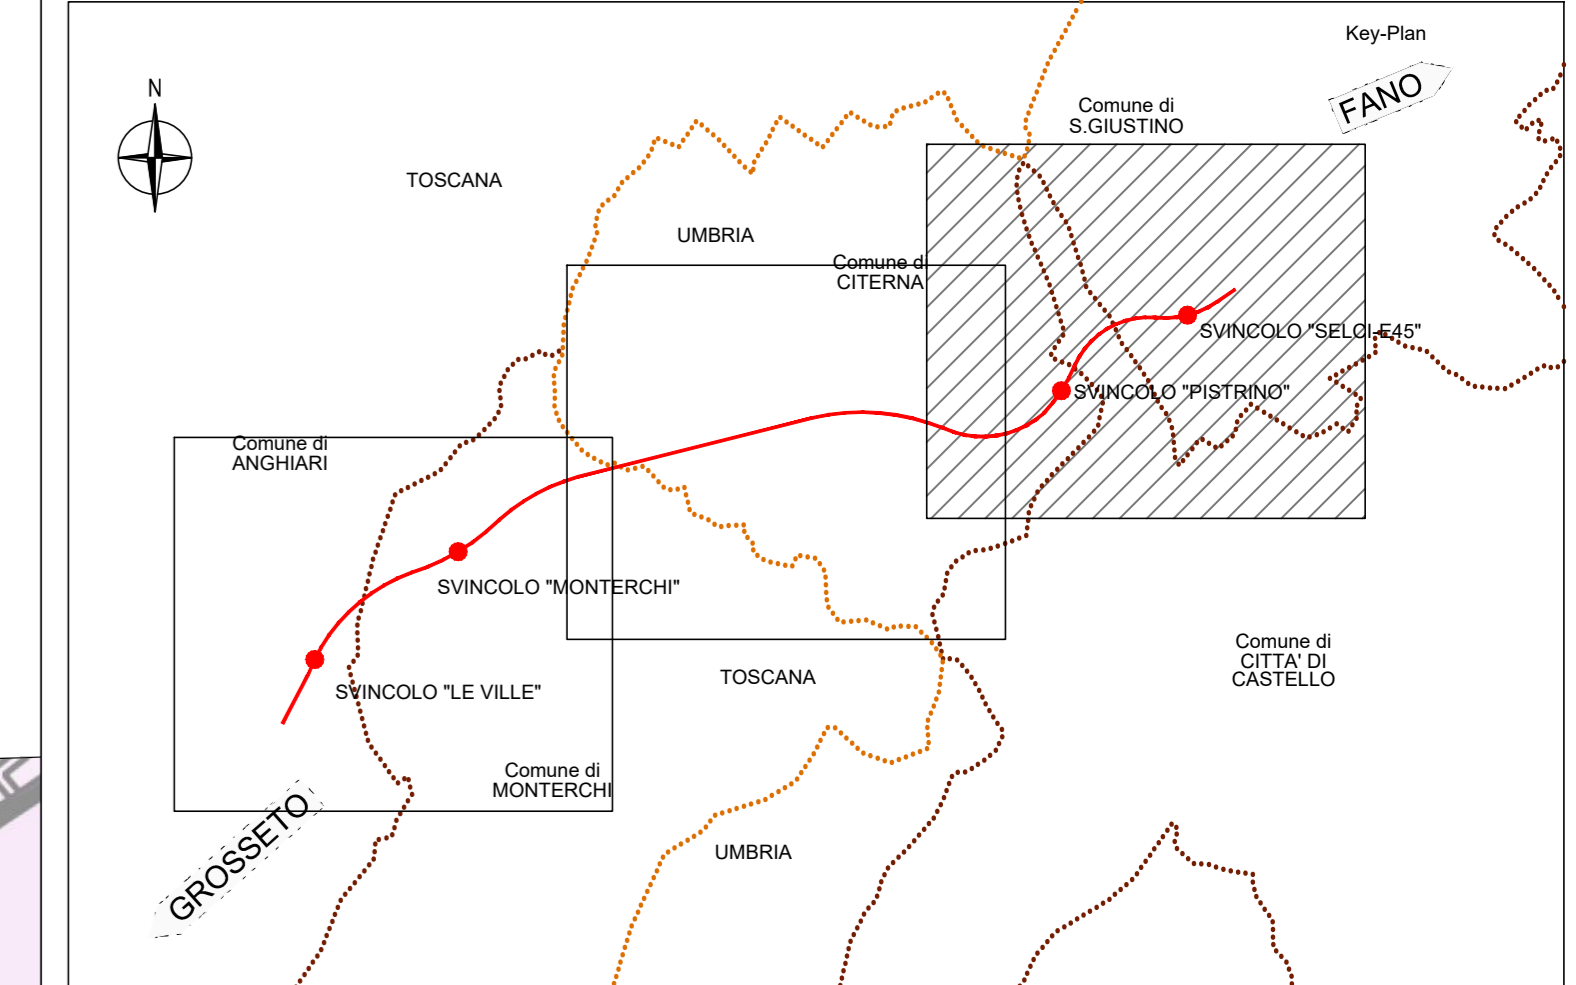 Key-Plan
N
FANO
Comune di
S.GIUSTINO
TOSCANA
UMBRIA
Comune di
CITERNA
SVINCOLO "SELCI-E45"
SVINCOLO "PISTRINO"
Comune di
ANGHIARI
SVINCOLO "MONTERCHI"
Comune di
CITTA' DI
CASTELLO
TOSCANA
SVINCOLO "LE VILLE"
Comune di
MONTERCHI
GROSSETO
UMBRIA